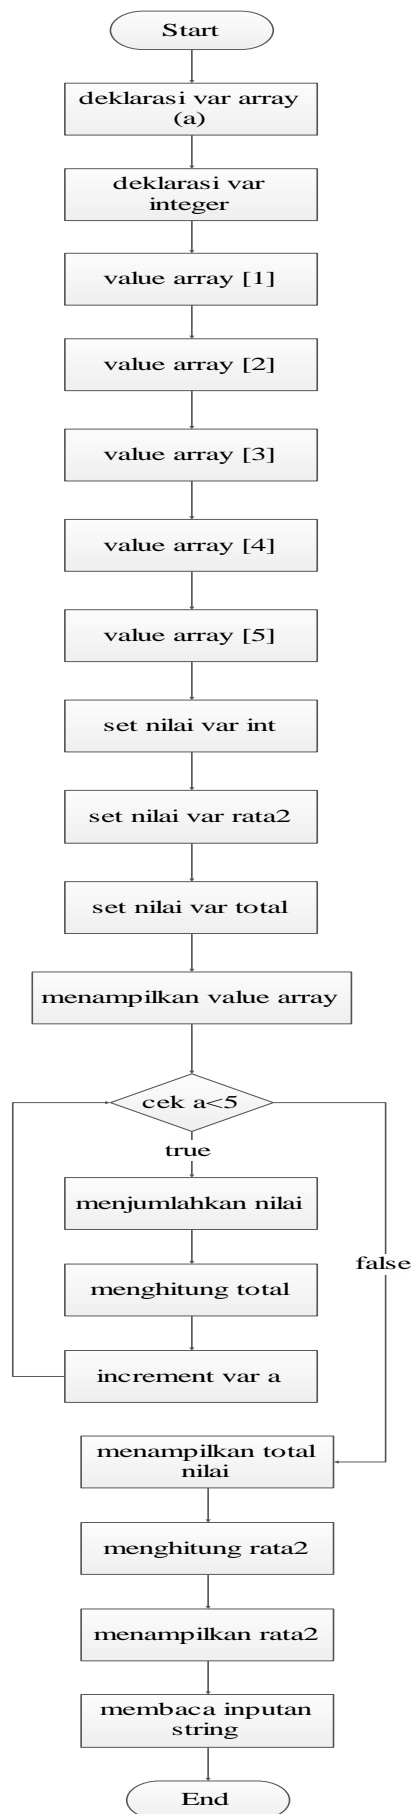 Start
deklarasi var array
(a)
deklarasi var
integer
value array [1]
value array [2]
value array [3]
value array [4]
value array [5]
set nilai var int
set nilai var rata2
set nilai var total
menampilkan value array
cek a<5
true
menjumlahkan nilai
false
menghitung total
increment var a
menampilkan total
nilai
menghitung rata2
menampilkan rata2
membaca inputan
string
End